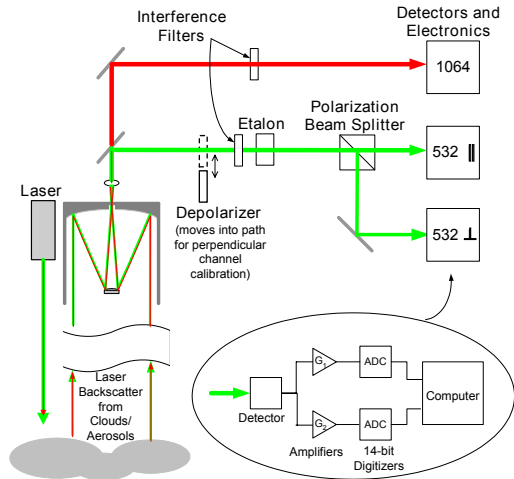 Interference
Filters
Detectors and
Electronics
1064
Etalon
Polarization
Beam Splitter
532 ||
Laser
Depolarizer
(moves into path
for perpendicular
channel
calibration)
532 ⊥
Laser
Backscatter
from
Clouds/
Aerosols
G1
ADC
Computer
Detector
G2
ADC
Amplifiers
14-bit
Digitizers